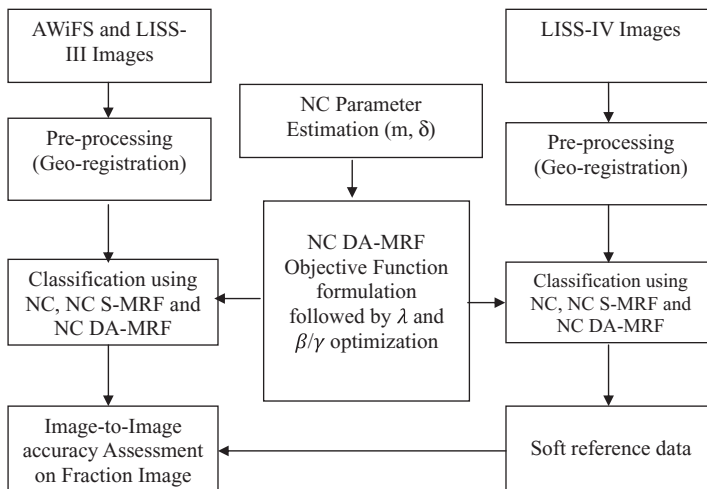 AWiFS and LISS-
III Images
LISS-IV Images
NC Parameter
Estimation (m, δ)
Pre-processing
(Geo-registration)
Pre-processing
(Geo-registration)
NC DA-MRF
Objective Function
formulation
followed by λ and
β/γ optimization
Classification using
NC, NC S-MRF and
NC DA-MRF
Classification using
NC, NC S-MRF and
NC DA-MRF
Image-to-Image
accuracy Assessment
on Fraction Image
Soft reference data